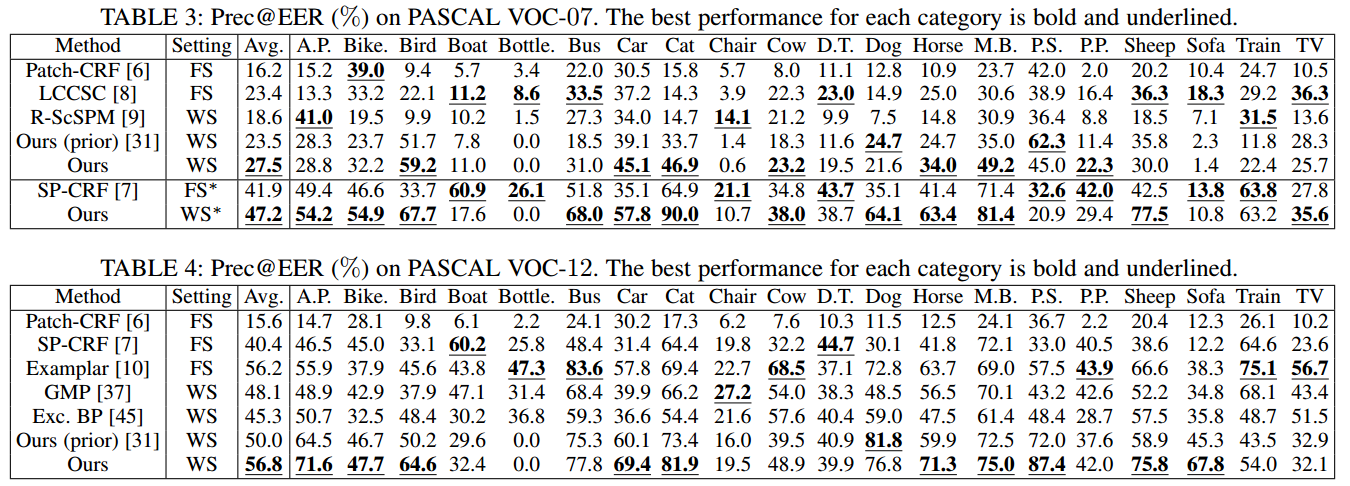 TABLE 3: Prec@EER (%) on PASCAL VOC-07. The best performance for each category is bold and underlined.
Method Setting Avg. A.P. Bike. Bird Boat Bottle. Bus Car Cat Chair Cow D.T. Dog Horse M.B. P.S. P.P. Sheep Sofa Train TV
Patch-CRF [6] FS 16.2 15.2 39.0 9.4 5.7 3.4 22.0 30.5 15.8 5.7 8.0 11.1 12.8 10.9 23.7 42.0 2.0 20.2 10.4 24.7 10.5
LCCSC [8] FS 23.4 13.3 33.2 22.1 11.2 8.6 33.5 37.2 14.3 3.9 22.3 23.0 14.9 25.0 30.6 38.9 16.4 36.3 18.3 29.2 36.3
R-ScSPM [9] WS 18.6 41.0 19.5 9.9 10.2 1.5 27.3 34.0 14.7 14.1 21.2 9.9 7.5 14.8 30.9 36.4 8.8 18.5 7.1 31.5 13.6
Ours (prior) [31] WS 23.5 28.3 23.7 51.7 7.8 0.0 18.5 39.1 33.7 1.4 18.3 11.6 24.7 24.7 35.0 62.3 11.4 35.8 2.3 11.8 28.3
Ours WS 27.5 28.8 32.2 59.2 11.0 0.0 31.0 45.1 46.9 0.6 23.2 19.5 21.6 34.0 49.2 45.0 22.3 30.0 1.4 22.4 25.7
SP-CRF [7] FS* 41.9 49.4 46.6 33.7 60.9 26.1 51.8 35.1 64.9 21.1 34.8 43.7 35.1 41.4 71.4 32.6 42.0 42.5 13.8 63.8 27.8
Ours WS* 47.2 54.2 54.9 67.7 17.6 0.0 68.0 57.8 90.0 10.7 38.0 38.7 64.1 63.4 81.4 20.9 29.4 77.5 10.8 63.2 35.6
TABLE 4: Prec@EER (%) on PASCAL VOC-12. The best performance for each category is bold and underlined.
Method Setting Avg. A.P. Bike. Bird Boat Bottle. Bus Car Cat Chair Cow D.T. Dog Horse M.B. P.S. P.P. Sheep Sofa Train TV
Patch-CRF [6] FS 15.6 14.7 28.1 9.8 6.1 2.2 24.1 30.2 17.3 6.2 7.6 10.3 11.5 12.5 24.1 36.7 2.2 20.4 12.3 26.1 10.2
SP-CRF [7] FS 40.4 46.5 45.0 33.1 60.2 25.8 48.4 31.4 64.4 19.8 32.2 44.7 30.1 41.8 72.1 33.0 40.5 38.6 12.2 64.6 23.6
Examplar [10] FS 56.2 55.9 37.9 45.6 43.8 47.3 83.6 57.8 69.4 22.7 68.5 37.1 72.8 63.7 69.0 57.5 43.9 66.6 38.3 75.1 56.7
GMP [37] WS 48.1 48.9 42.9 37.9 47.1 31.4 68.4 39.9 66.2 27.2 54.0 38.3 48.5 56.5 70.1 43.2 42.6 52.2 34.8 68.1 43.4
Exc. BP [45] WS 45.3 50.7 32.5 48.4 30.2 36.8 59.3 36.6 54.4 21.6 57.6 40.4 59.0 47.5 61.4 48.4 28.7 57.5 35.8 48.7 51.5
Ours (prior) [31] WS 50.0 64.5 46.7 50.2 29.6 0.0 75.3 60.1 73.4 16.0 39.5 40.9 81.8 59.9 72.5 72.0 37.6 58.9 45.3 43.5 32.9
Ours WS 56.8 71.6 47.7 64.6 32.4 0.0 77.8 69.4 81.9 19.5 48.9 39.9 76.8 71.3 75.0 87.4 42.0 75.8 67.8 54.0 32.1